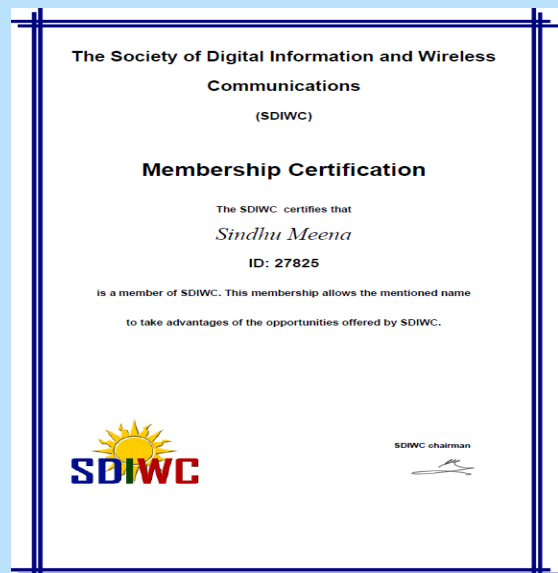 The Society of Digital Information and Wireless
Communications
(SDIWC)
Membership Certification
The SDIWC certifies that
Sindhu Meena
ID: 27825
is a member of SDIWC. This membership allows the mentioned name
to take advantages of the opportunities offered by SDIWC.
SDIWC chairman
SDIWC